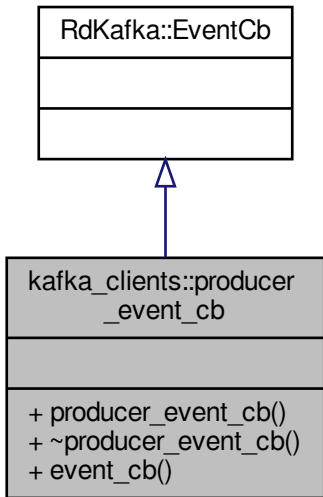 RdKafka::EventCb
kafka_clients::producer
_event_cb
+ producer_event_cb()
+ ~producer_event_cb()
+ event_cb()